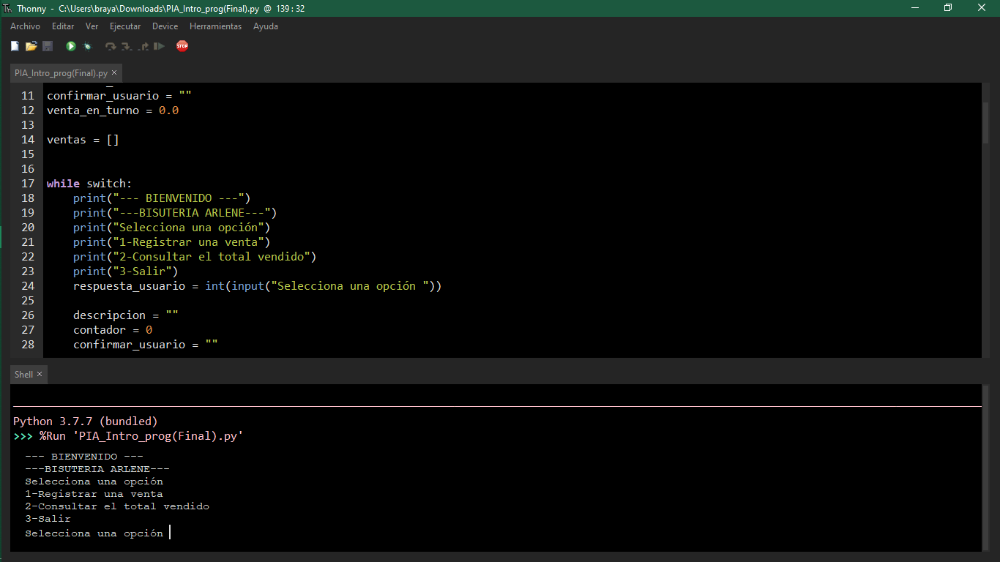 Thonny - C:\Users\braya\Downloads\PIA_Intro_prog(Final).py @ 139 : 32
Archivo Editar Ver Ejecutar Device Herramientas Ayuda
STOP
PIA_Intro_prog(Final).py ×
11 confirmar_usuario = ""
12 venta_en_turno = 0.0
13
14 ventas = []
15
16
17 while switch:
18     print("--- BIENVENIDO ---")
19     print("---BISUTERIA ARLENE---")
20     print("Selecciona una opción")
21     print("1-Registrar una venta")
22     print("2-Consultar el total vendido")
23     print("3-Salir")
24     respuesta_usuario = int(input("Selecciona una opción "))
25
26     descripcion = ""
27     contador = 0
28     confirmar_usuario = ""
Shell ×
Python 3.7.7 (bundled)
>>> %Run 'PIA_Intro_prog(Final).py'
--- BIENVENIDO ---
---BISUTERIA ARLENE---
Selecciona una opción
1-Registrar una venta
2-Consultar el total vendido
3-Salir
Selecciona una opción